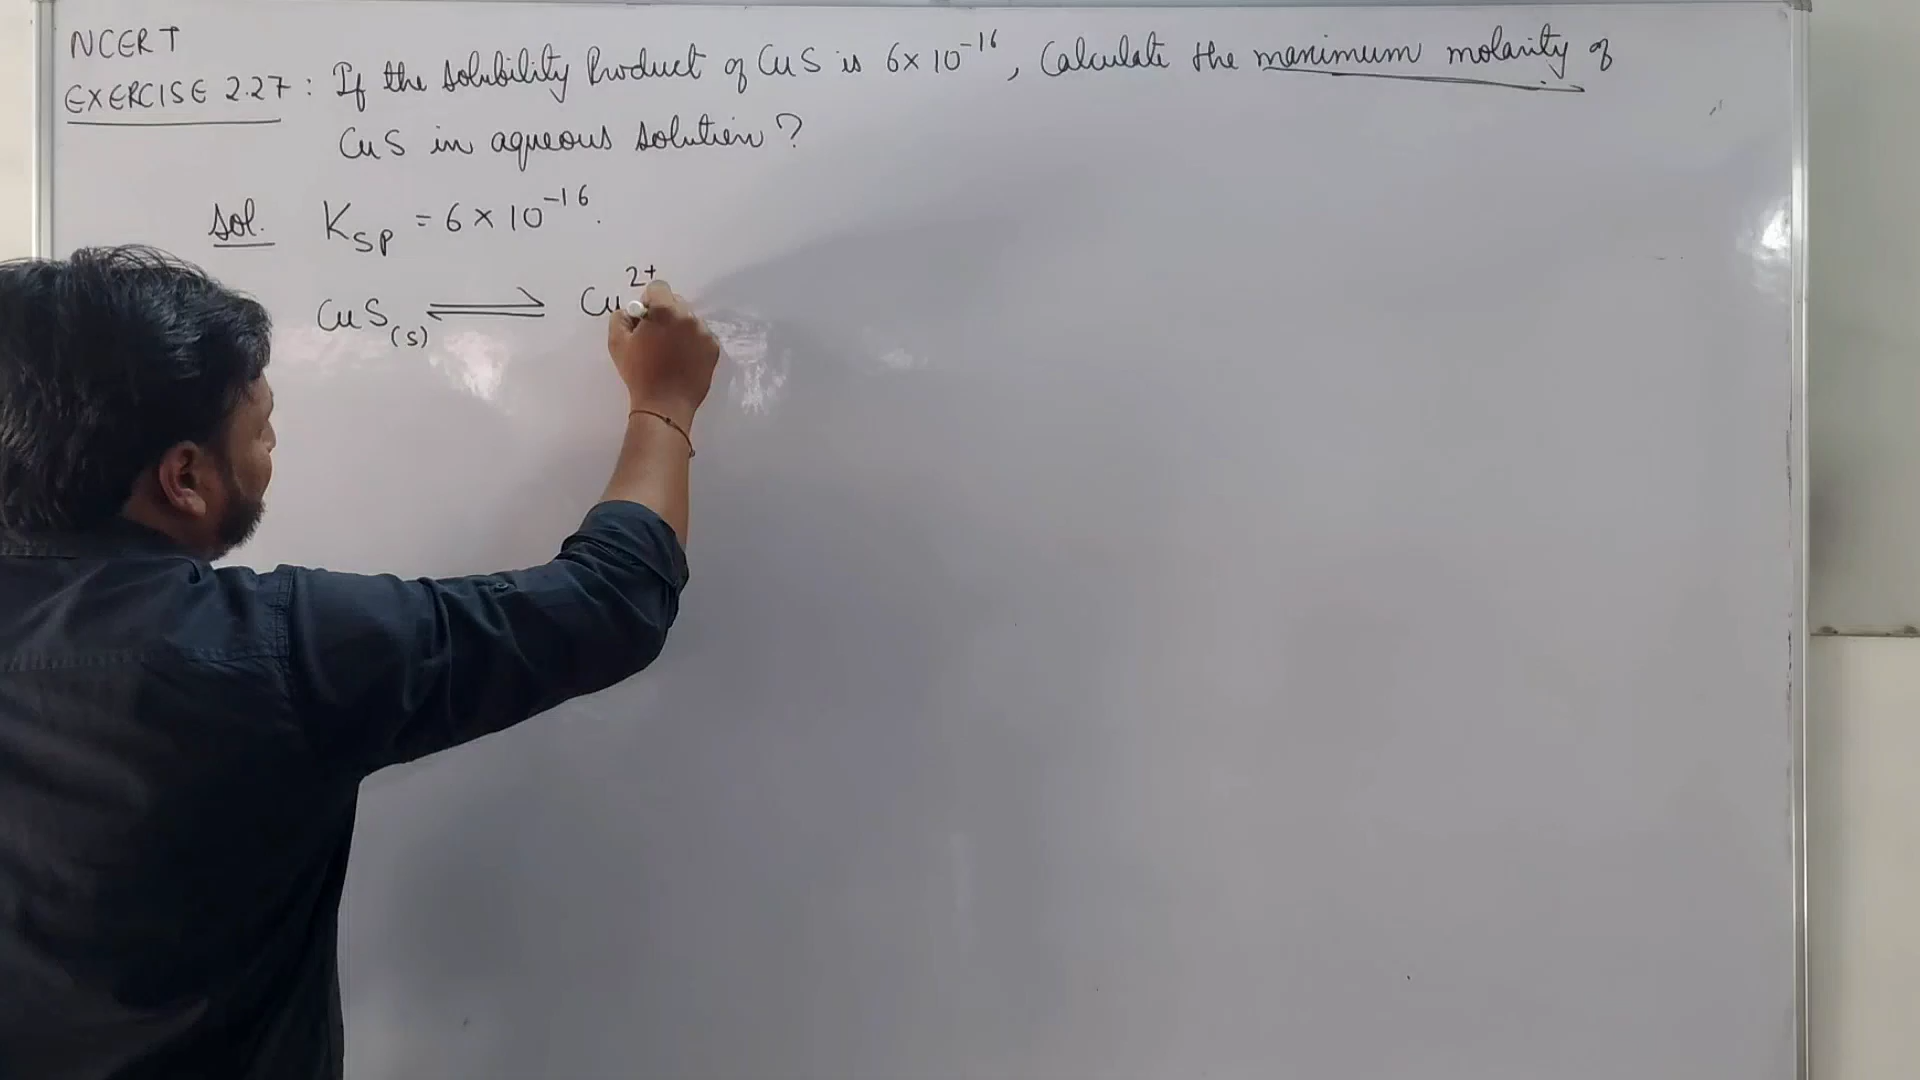 NCERT
EXERCISE 2.27 : If the solubility Product of CuS is 6 × 10⁻¹⁶, Calculate the maximum molarity of
CuS in aqueous solution ?
Sol. K_SP = 6 × 10⁻¹⁶.
CuS(s) ⇌ Cu²⁺